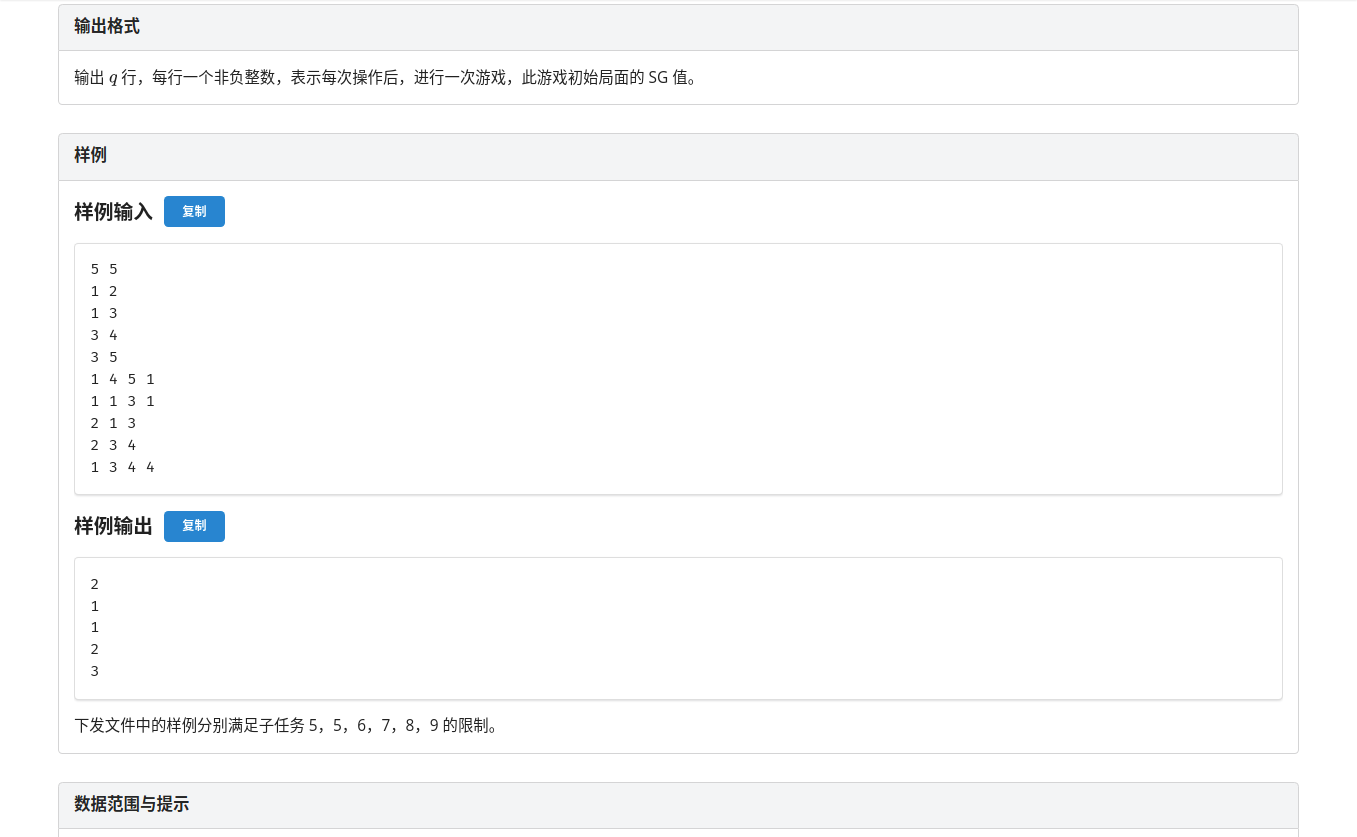 输出格式
输出 q 行，每行一个非负整数，表示每次操作后，进行一次游戏，此游戏初始局面的 SG 值。
样例
样例输入 复制
5 5
1 2
1 3
3 4
3 5
1 4 5 1
1 1 3 1
2 1 3
2 3 4
1 3 4 4
样例输出 复制
2
1
1
2
3
下发文件中的样例分别满足子任务 5，5，6，7，8，9 的限制。
数据范围与提示